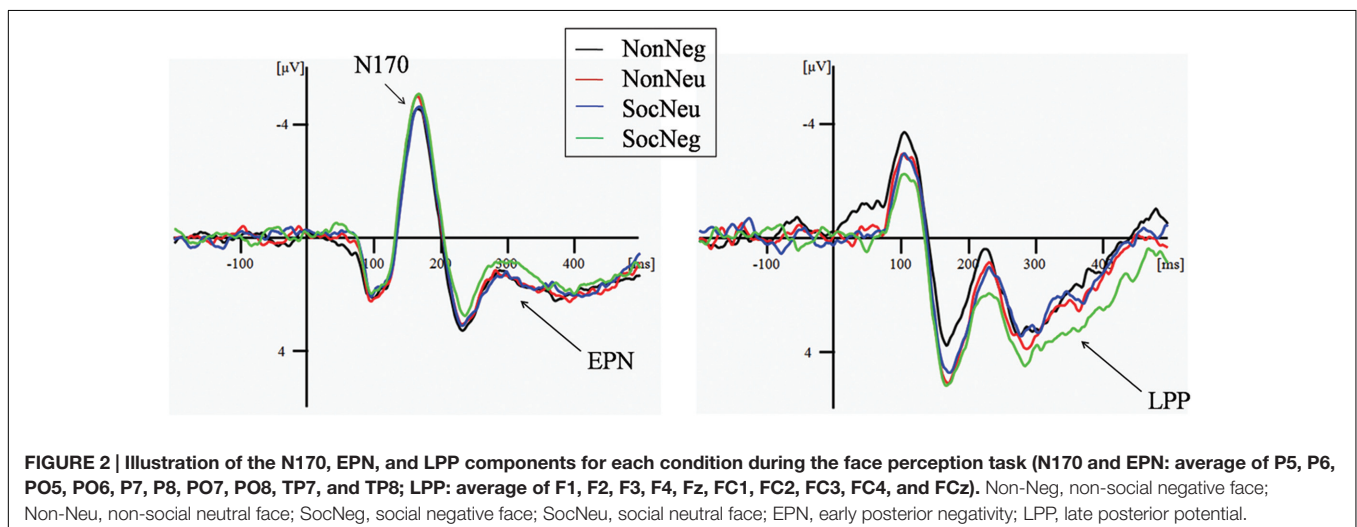 NonNeg
NonNeu
SocNeu
SocNeg
[µV]
N170
-4
-100
100
200
300
400
[ms]
4
EPN
[µV]
-4
-100
100
200
300
400
[ms]
4
LPP
FIGURE 2 | Illustration of the N170, EPN, and LPP components for each condition during the face perception task (N170 and EPN: average of P5, P6,
PO5, PO6, P7, P8, PO7, PO8, TP7, and TP8; LPP: average of F1, F2, F3, F4, Fz, FC1, FC2, FC3, FC4, and FCz). Non-Neg, non-social negative face;
Non-Neu, non-social neutral face; SocNeg, social negative face; SocNeu, social neutral face; EPN, early posterior negativity; LPP, late posterior potential.